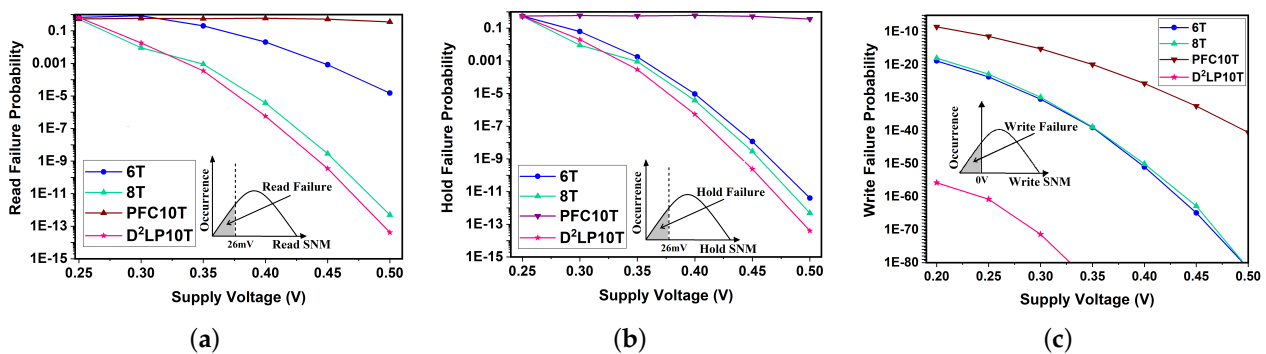 0.1
0.001
1E-5
1E-7
1E-9
1E-11
1E-13
1E-15
Read Failure Probability
6T
8T
PFC10T
D²LP10T
Occurrence
Read Failure
26mV
Read SNM
0.25 0.30 0.35 0.40 0.45 0.50
Supply Voltage (V)
(a)
0.1
0.001
1E-5
1E-7
1E-9
1E-11
1E-13
1E-15
Hold Failure Probability
6T
8T
PFC10T
D²LP10T
Occurrence
Hold Failure
26mV
Hold SNM
0.25 0.30 0.35 0.40 0.45 0.50
Supply Voltage (V)
(b)
1E-10
1E-20
1E-30
1E-40
1E-50
1E-60
1E-70
1E-80
Write Failure Probability
6T
8T
PFC10T
D²LP10T
Occurrence
Write Failure
0V
Write SNM
0.20 0.25 0.30 0.35 0.40 0.45 0.50
Supply Voltage (V)
(c)